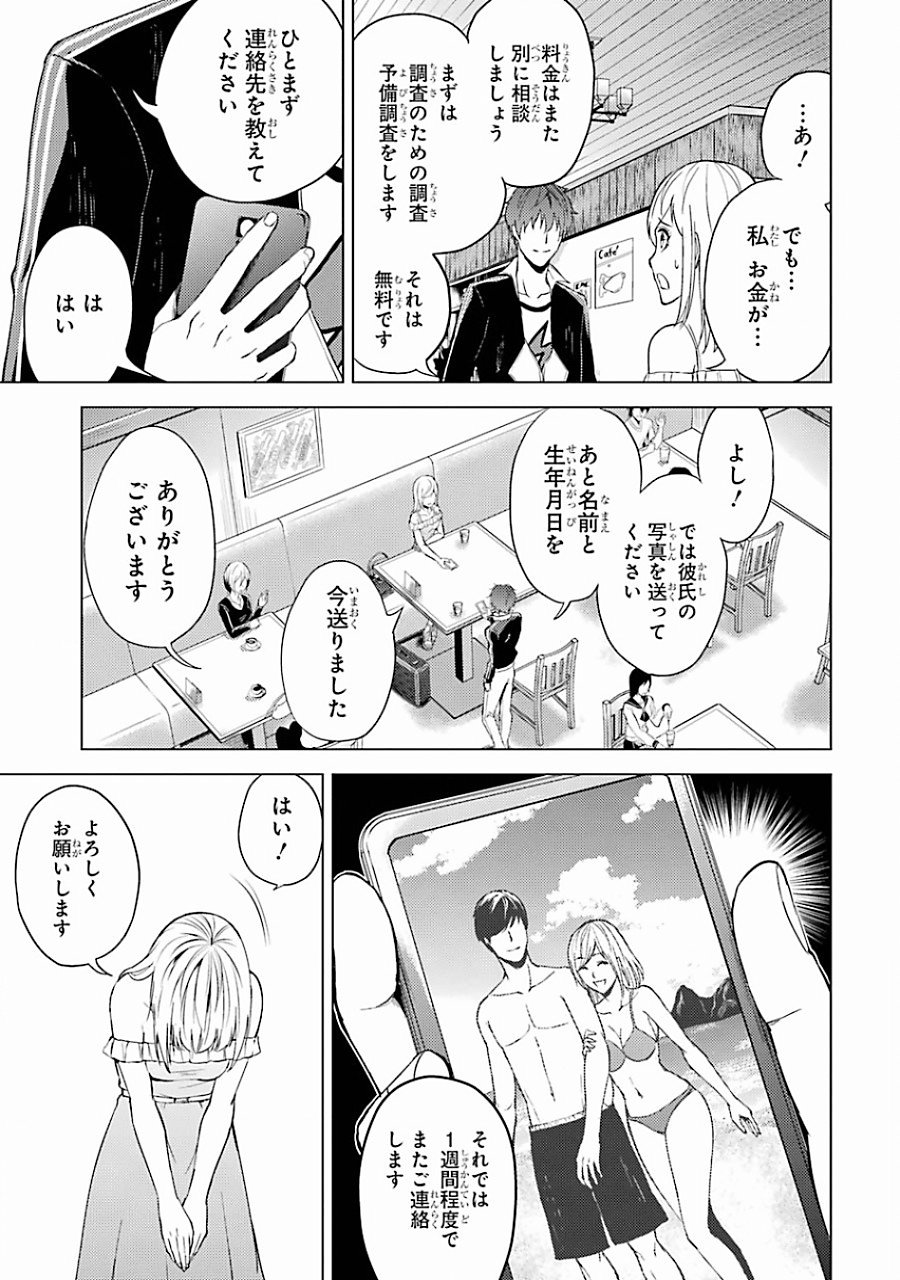 …あ！
でも…
私 お金が…
料金はまた
別に相談
しましょう
まずは
調査のための調査
予備調査をします
それは
無料です
Café
ひとまず
連絡先を教えて
ください
は
はい
よし！
では彼氏の
写真を送って
ください
あと名前と
生年月日を
今送りました
ありがとう
ございます
それでは
1週間程度で
またご連絡
します
はい！
よろしく
お願いします